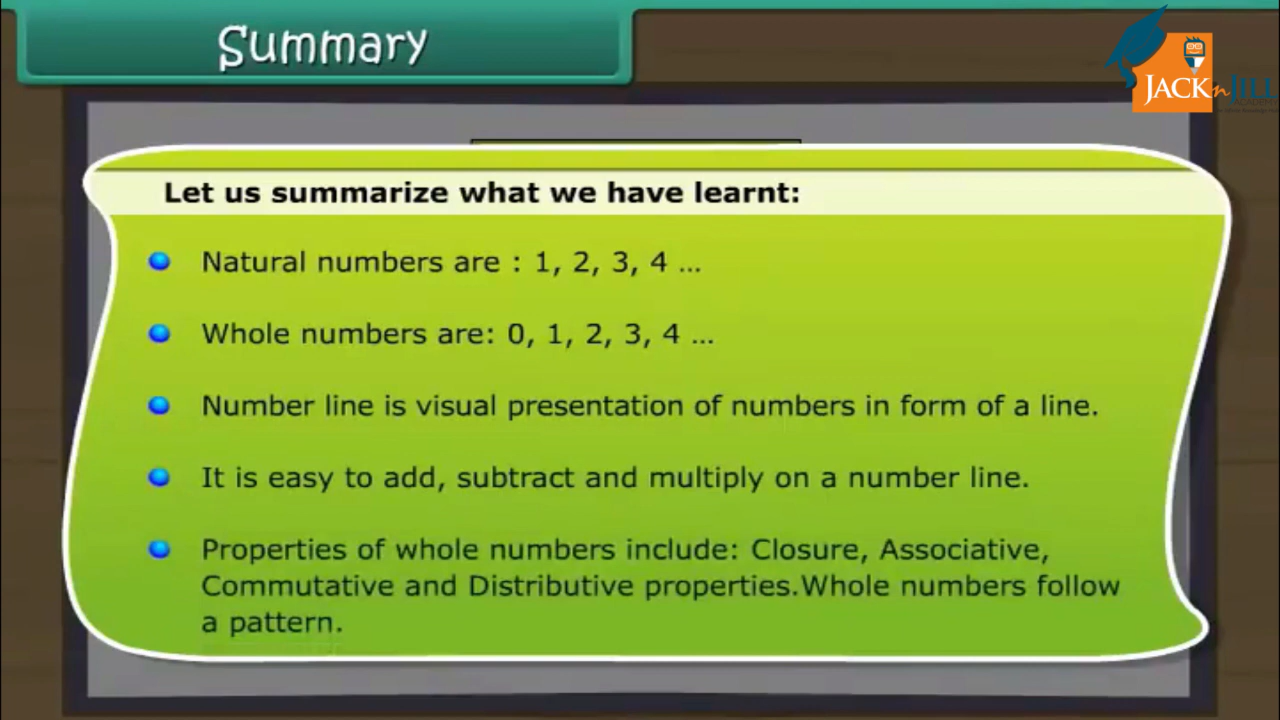 Summary
JACKnJILL
ACADEMY
Let us summarize what we have learnt:
Natural numbers are : 1, 2, 3, 4 ...
Whole numbers are: 0, 1, 2, 3, 4 ...
Number line is visual presentation of numbers in form of a line.
It is easy to add, subtract and multiply on a number line.
Properties of whole numbers include: Closure, Associative,
Commutative and Distributive properties.Whole numbers follow
a pattern.